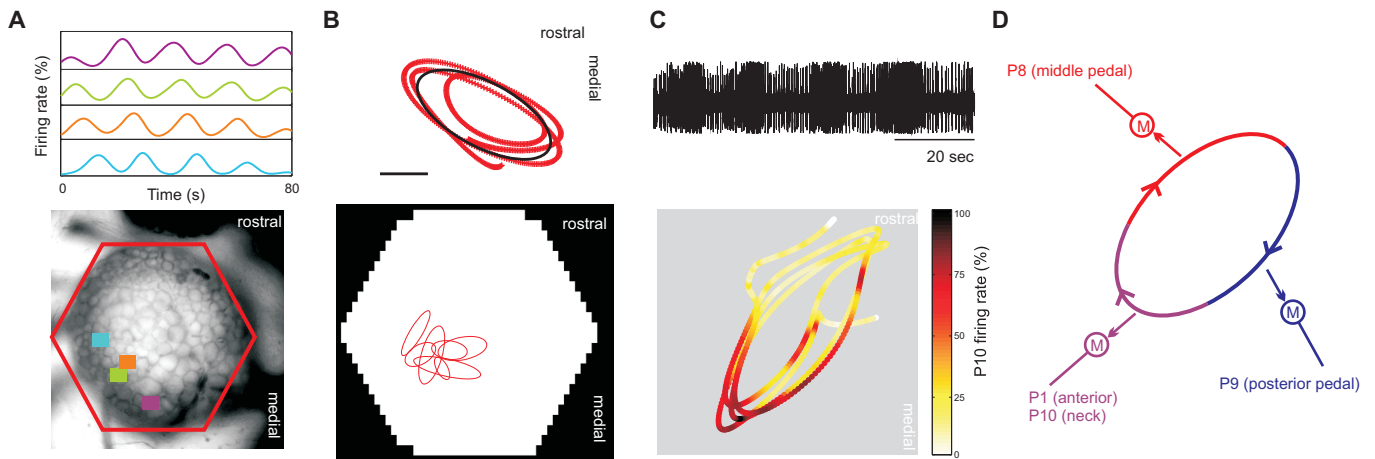 A
Firing rate (%)
0
80
Time (s)
rostral
medial
B
rostral
medial
rostral
medial
C
20 sec
rostral
medial
100
75
50
25
0
P10 firing rate (%)
D
P8 (middle pedal)
M
M
M
P9 (posterior pedal)
P1 (anterior)
P10 (neck)